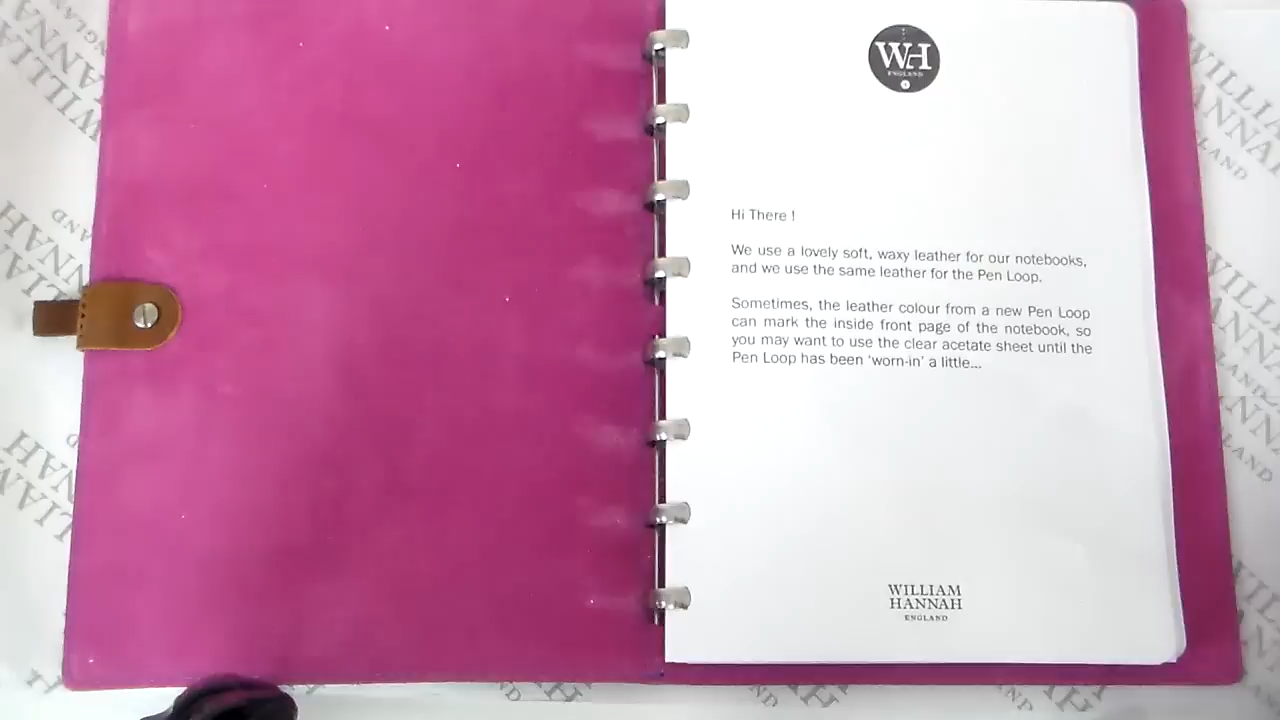 WH
ENGLAND
Hi There !
We use a lovely soft, waxy leather for our notebooks,
and we use the same leather for the Pen Loop.
Sometimes, the leather colour from a new Pen Loop
can mark the inside front page of the notebook, so
you may want to use the clear acetate sheet until the
Pen Loop has been 'worn-in' a little...
WILLIAM
HANNAH
ENGLAND